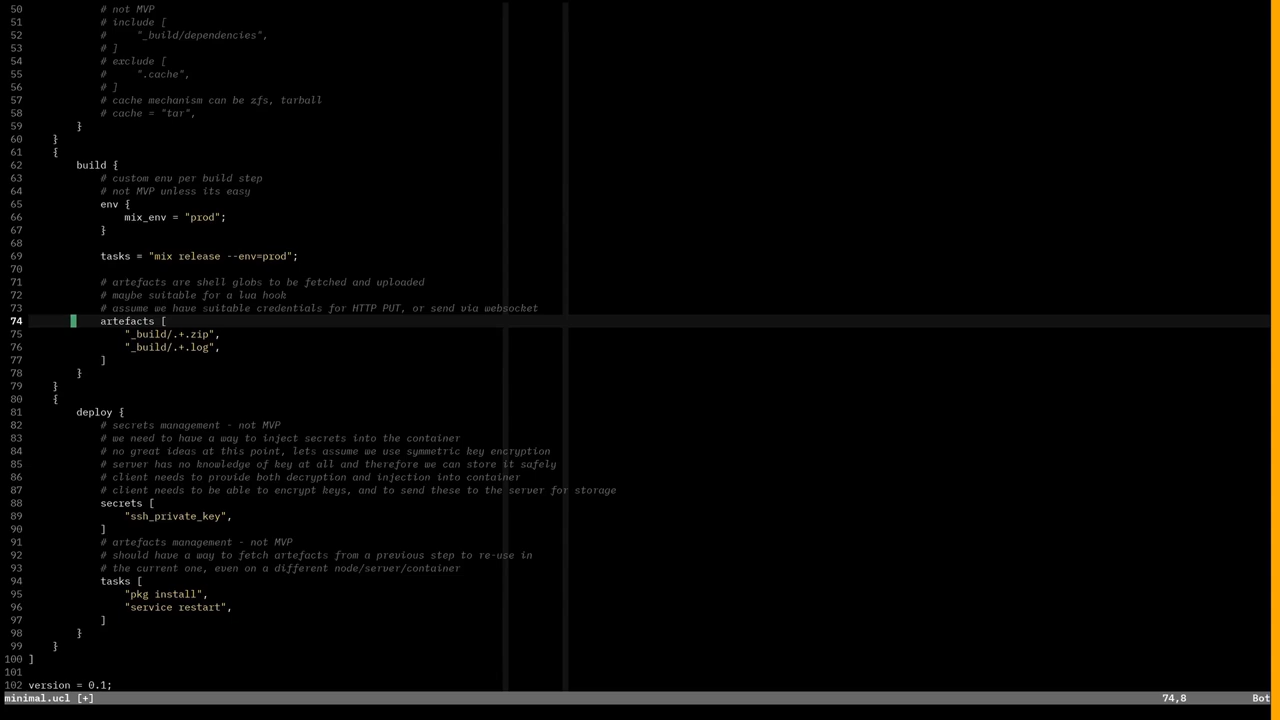 50 # not MVP
51 # include [
52 #     "_build/dependencies",
53 # ]
54 # exclude [
55 #     ".cache",
56 # ]
57 # cache mechanism can be zfs, tarball
58 # cache = "tar",
59 }
60 }
61 {
62 build {
63 # custom env per build step
64 # not MVP unless its easy
65 env {
66 mix_env = "prod";
67 }
68
69 tasks = "mix release --env=prod";
70
71 # artefacts are shell globs to be fetched and uploaded
72 # maybe suitable for a lua hook
73 # assume we have suitable credentials for HTTP PUT, or send via websocket
74 artefacts [
75 "_build/.+.zip",
76 "_build/.+.log",
77 ]
78 }
79 }
80 {
81 deploy {
82 # secrets management - not MVP
83 # we need to have a way to inject secrets into the container
84 # no great ideas at this point, lets assume we use symmetric key encryption
85 # server has no knowledge of key at all and therefore we can store it safely
86 # client needs to provide both decryption and injection into container
87 # client needs to be able to encrypt keys, and to send these to the server for storage
88 secrets [
89 "ssh_private_key",
90 ]
91 # artefacts management - not MVP
92 # should have a way to fetch artefacts from a previous step to re-use in
93 # the current one, even on a different node/server/container
94 tasks [
95 "pkg install",
96 "service restart",
97 ]
98 }
99 }
100 ]
101
102 version = 0.1;
minimal.ucl [+] 74,8 Bot